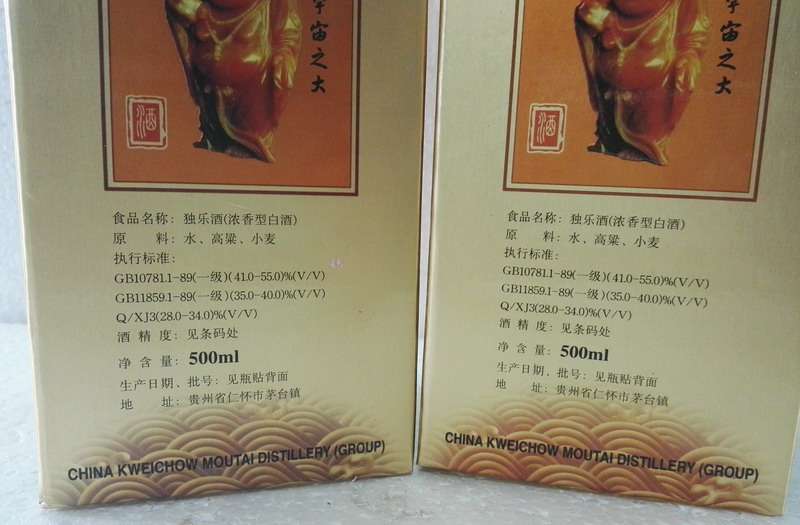 宇宙之大
酒
食品名称：独乐酒(浓香型白酒)
原 料：水、高粱、小麦
执行标准：
GB10781.1-89(一级)(41.0-55.0)%(V/V)
GB11859.1-89(一级)(35.0-40.0)%(V/V)
Q/XJ3(28.0-34.0)%(V/V)
酒 精 度：见条码处
净 含 量：500ml
生产日期、批号：见瓶贴背面
地 址：贵州省仁怀市茅台镇
CHINA KWEICHOW MOUTAI DISTILLERY (GROUP)
宇宙之大
酒
食品名称：独乐酒(浓香型白酒)
原 料：水、高粱、小麦
执行标准：
GB10781.1-89(一级)(41.0-55.0)%(V/V)
GB11859.1-89(一级)(35.0-40.0)%(V/V)
Q/XJ3(28.0-34.0)%(V/V)
酒 精 度：见条码处
净 含 量：500ml
生产日期、批号：见瓶贴背面
地 址：贵州省仁怀市茅台镇
CHINA KWEICHOW MOUTAI DISTILLERY (GROUP)